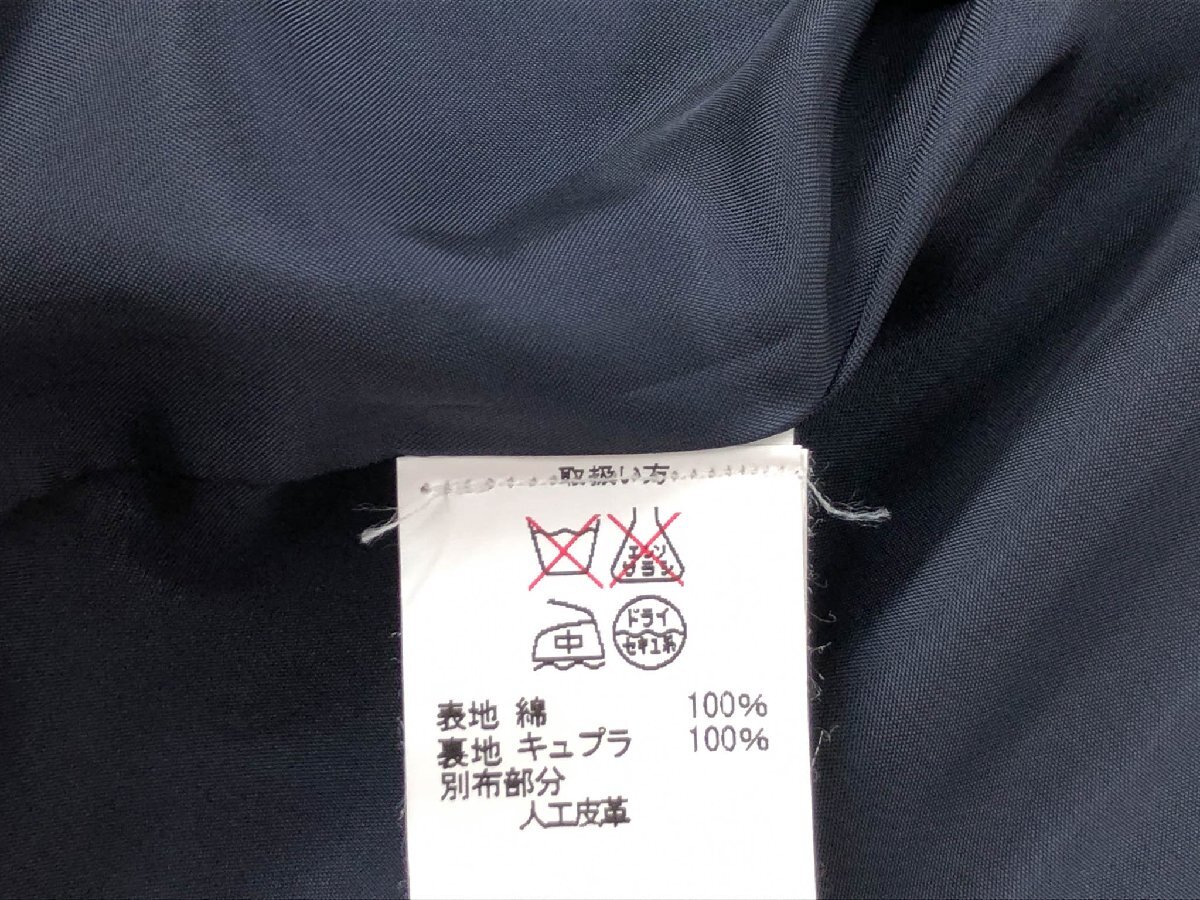 取扱い方
エンソ
サラシ
中
ドライ
セキユ系
表地 綿 100%
裏地 キュプラ 100%
別布部分
人工皮革